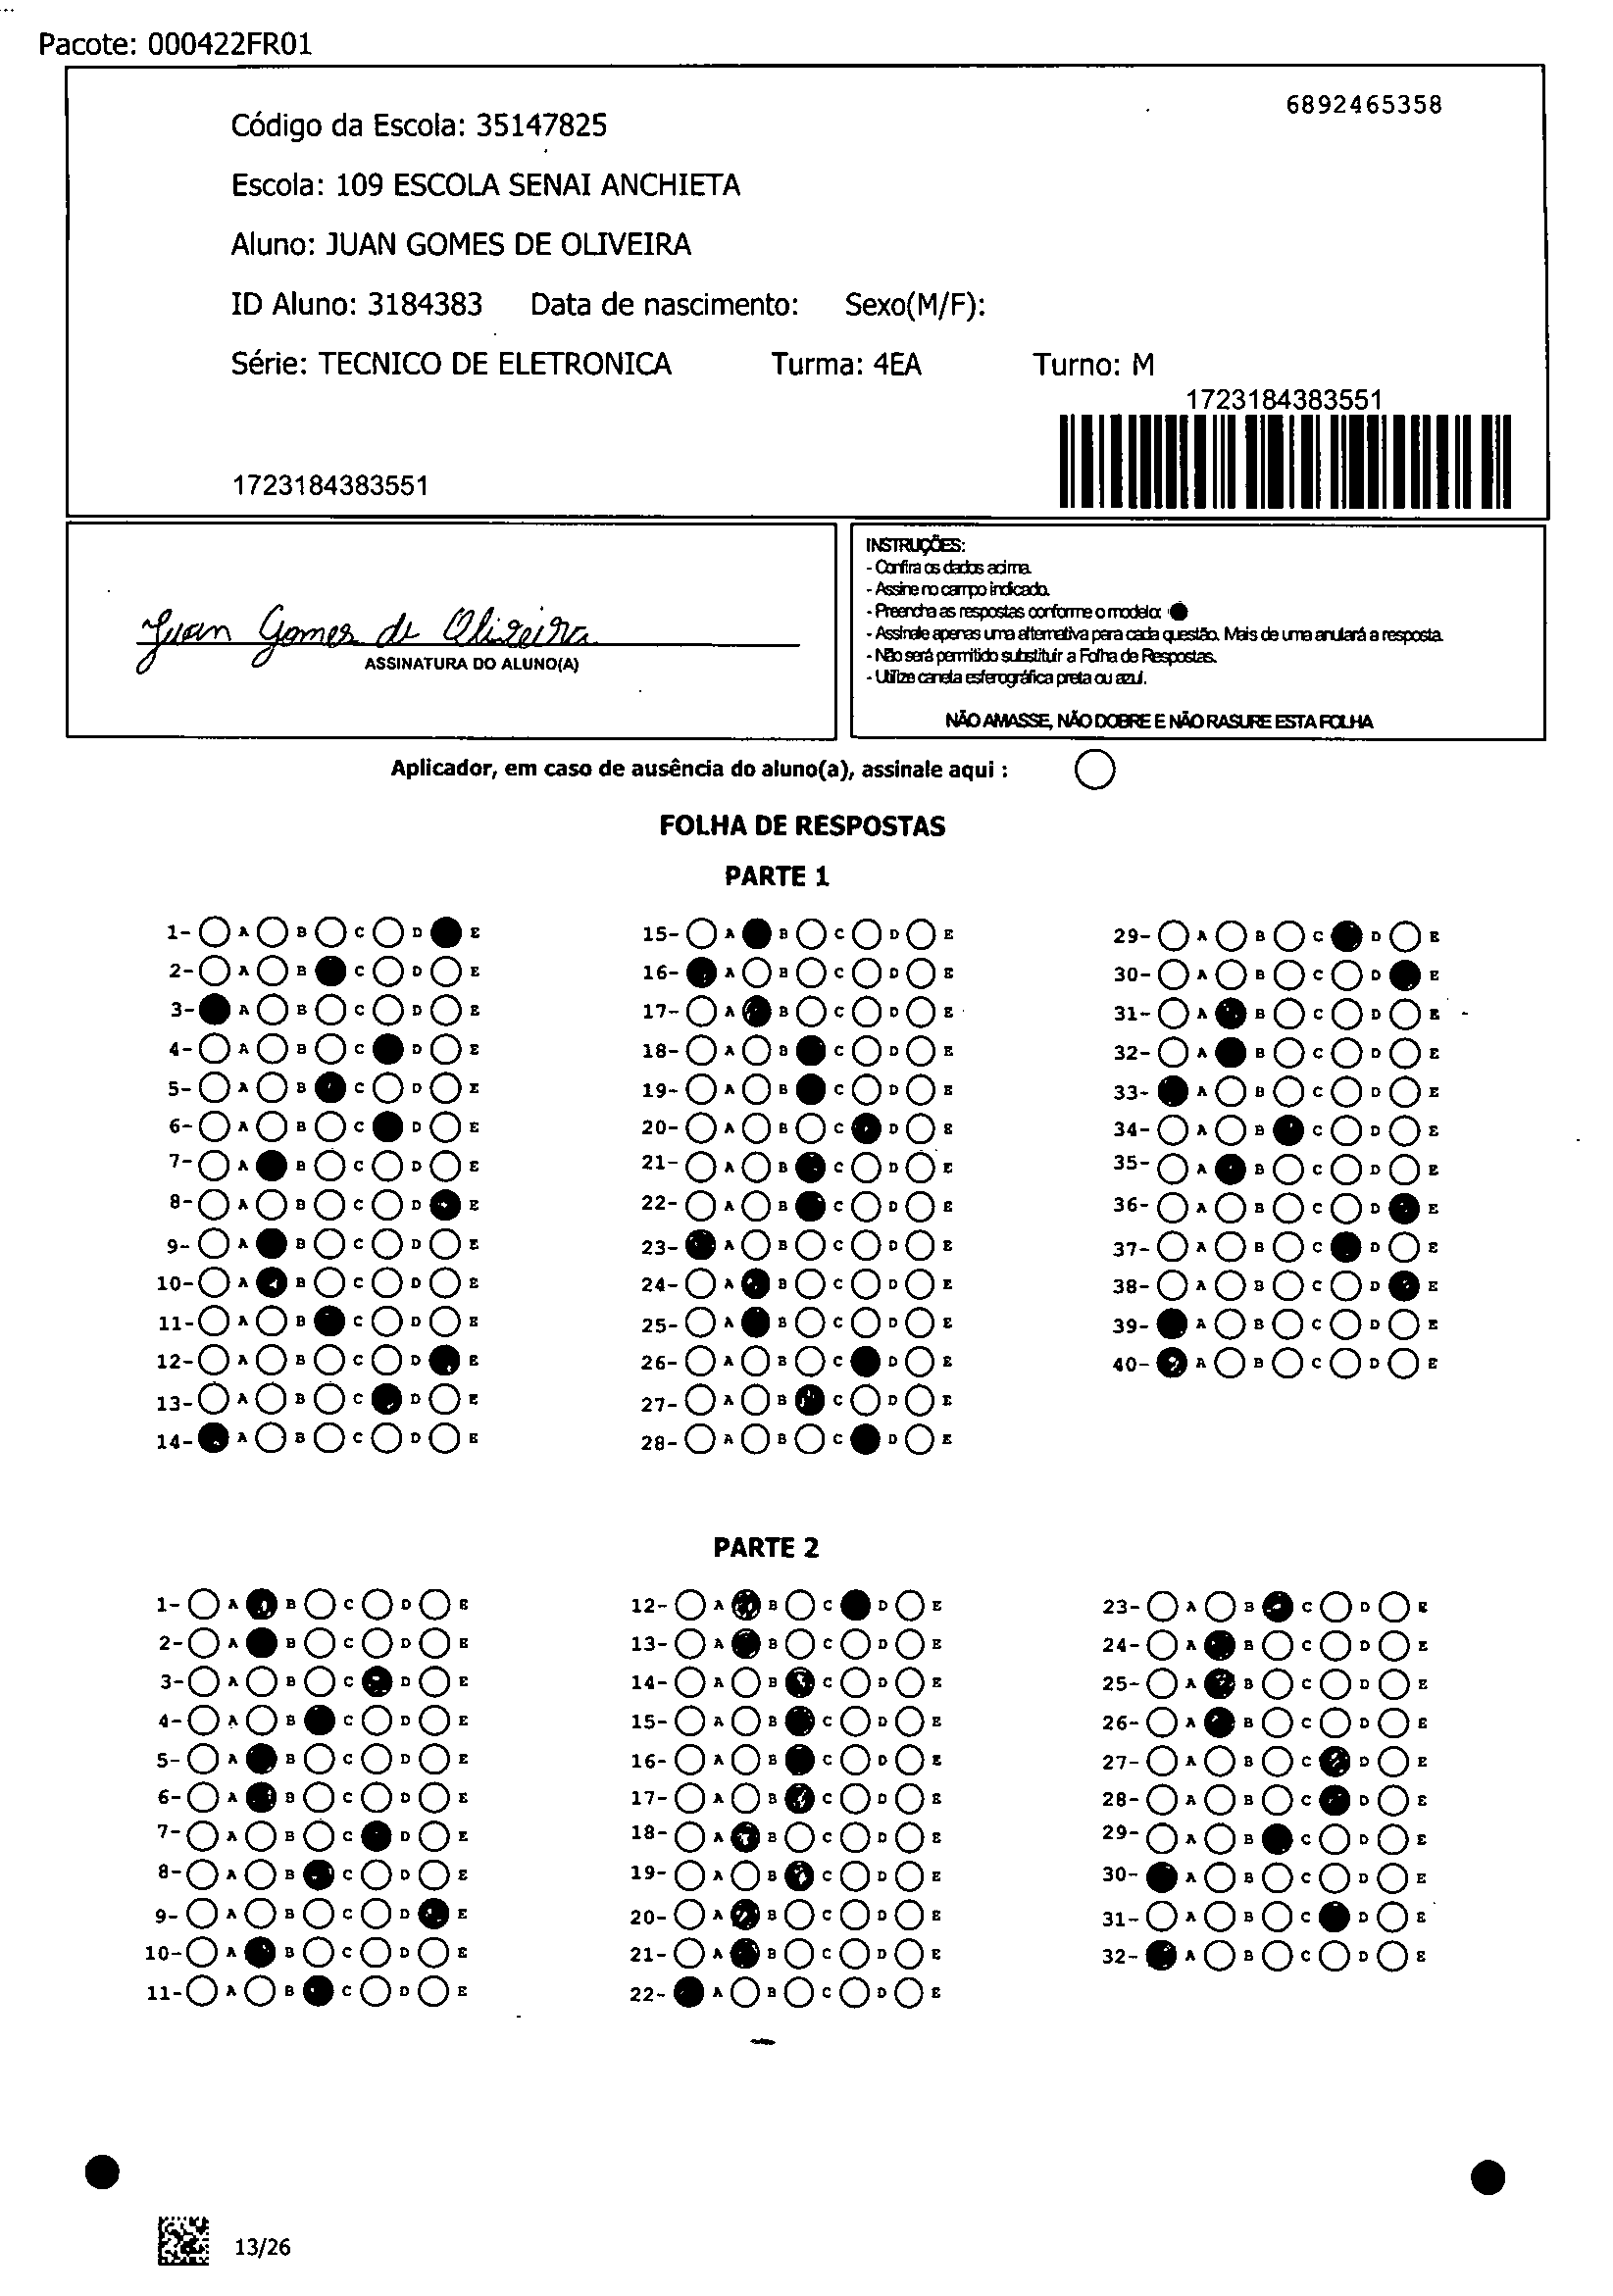 Pacote: 000422FR01
6892465358
Código da Escola: 35147825
Escola: 109 ESCOLA SENAI ANCHIETA
Aluno: JUAN GOMES DE OLIVEIRA
ID Aluno: 3184383 Data de nascimento: Sexo(M/F):
Série: TECNICO DE ELETRONICA Turma: 4EA Turno: M
1723184383551
1723184383551
Juan Gomes de Oliveira
ASSINATURA DO ALUNO(A)
INSTRUÇÕES:
- Confira os dados acima.
- Assine no campo indicado.
- Preencha as respostas conforme o modelo:
- Assinale apenas uma alternativa para cada questão. Mais de uma anulará a resposta.
- Não será permitido substituir a Folha de Respostas.
- Utilize caneta esferográfica preta ou azul.
NÃO AMASSE, NÃO DOBRE E NÃO RASURE ESTA FOLHA
Aplicador, em caso de ausência do aluno(a), assinale aqui :
FOLHA DE RESPOSTAS
PARTE 1
1- A B C D E
2- A B C D E
3- A B C D E
4- A B C D E
5- A B C D E
6- A B C D E
7- A B C D E
8- A B C D E
9- A B C D E
10- A B C D E
11- A B C D E
12- A B C D E
13- A B C D E
14- A B C D E
15- A B C D E
16- A B C D E
17- A B C D E
18- A B C D E
19- A B C D E
20- A B C D E
21- A B C D E
22- A B C D E
23- A B C D E
24- A B C D E
25- A B C D E
26- A B C D E
27- A B C D E
28- A B C D E
29- A B C D E
30- A B C D E
31- A B C D E
32- A B C D E
33- A B C D E
34- A B C D E
35- A B C D E
36- A B C D E
37- A B C D E
38- A B C D E
39- A B C D E
40- A B C D E
PARTE 2
1- A B C D E
2- A B C D E
3- A B C D E
4- A B C D E
5- A B C D E
6- A B C D E
7- A B C D E
8- A B C D E
9- A B C D E
10- A B C D E
11- A B C D E
12- A B C D E
13- A B C D E
14- A B C D E
15- A B C D E
16- A B C D E
17- A B C D E
18- A B C D E
19- A B C D E
20- A B C D E
21- A B C D E
22- A B C D E
23- A B C D E
24- A B C D E
25- A B C D E
26- A B C D E
27- A B C D E
28- A B C D E
29- A B C D E
30- A B C D E
31- A B C D E
32- A B C D E
13/26